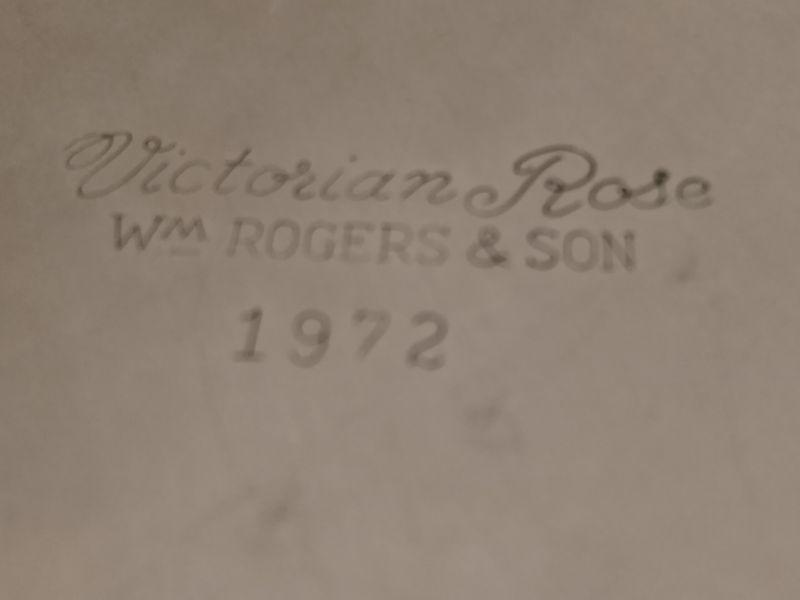 Victorian Rose
WM ROGERS & SON
1972